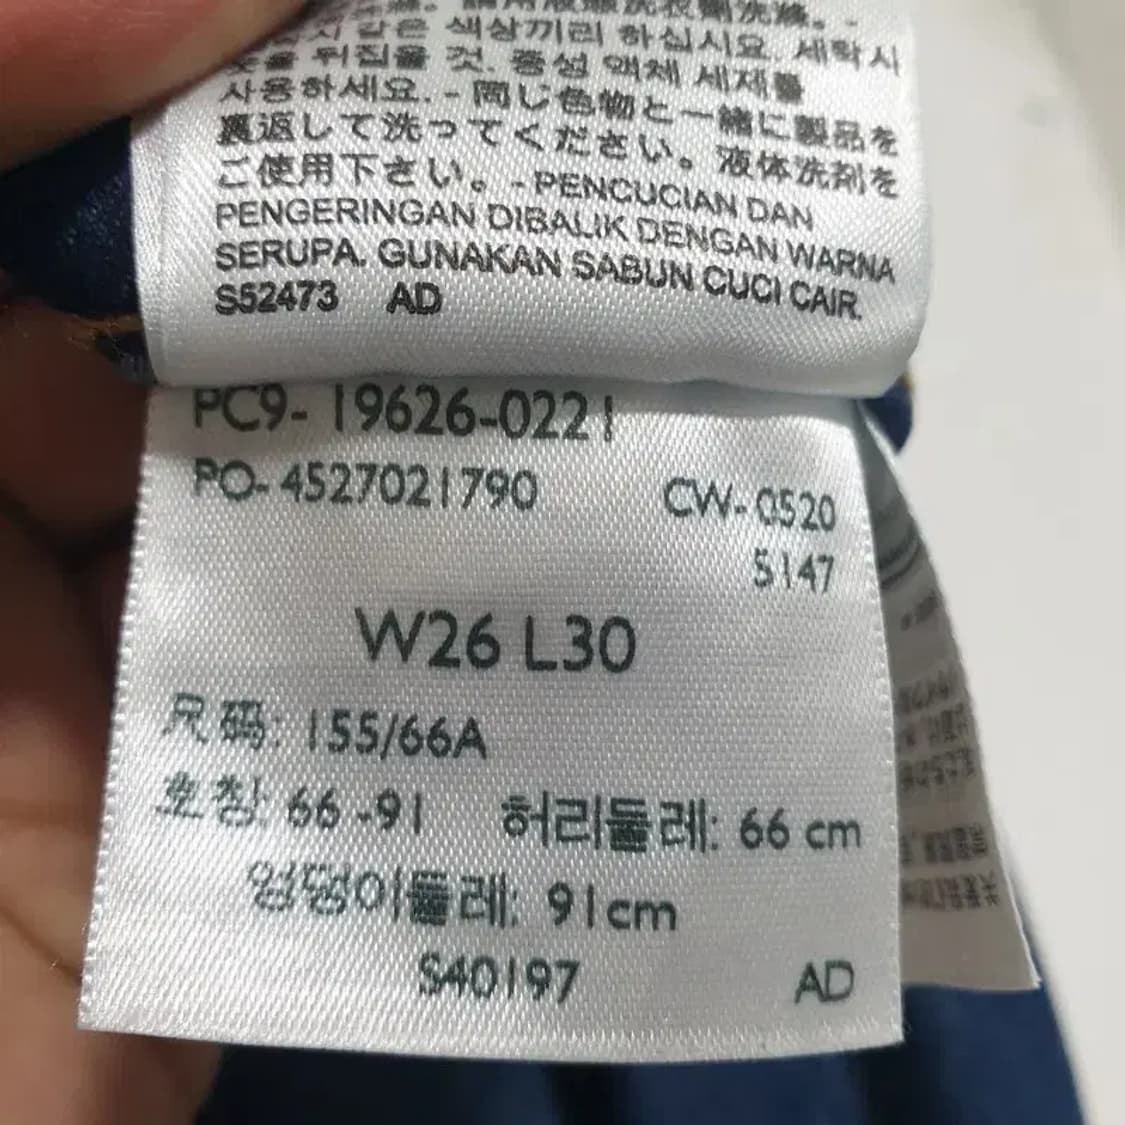 같은 색상끼리 하십시요. 세탁시
뒤집을 것. 중성 액체 세제를
사용하세요. - 同じ色物と一緒に製品を
裏返して洗ってください。液体洗剤を
ご使用下さい。 - PENCUCIAN DAN
PENGERINGAN DIBALIK DENGAN WARNA
SERUPA. GUNAKAN SABUN CUCI CAIR.
S52473 AD
PC9- 19626-0221
PO- 4527021790 CW- 0520
5147
W26 L30
尺码: 155/66A
호칭: 66 -91 허리둘레: 66 cm
엉덩이둘레: 91cm
S40197 AD